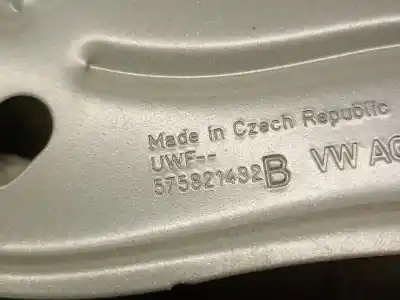 Made in Czech Republic
UWF--
575821432B VW AG